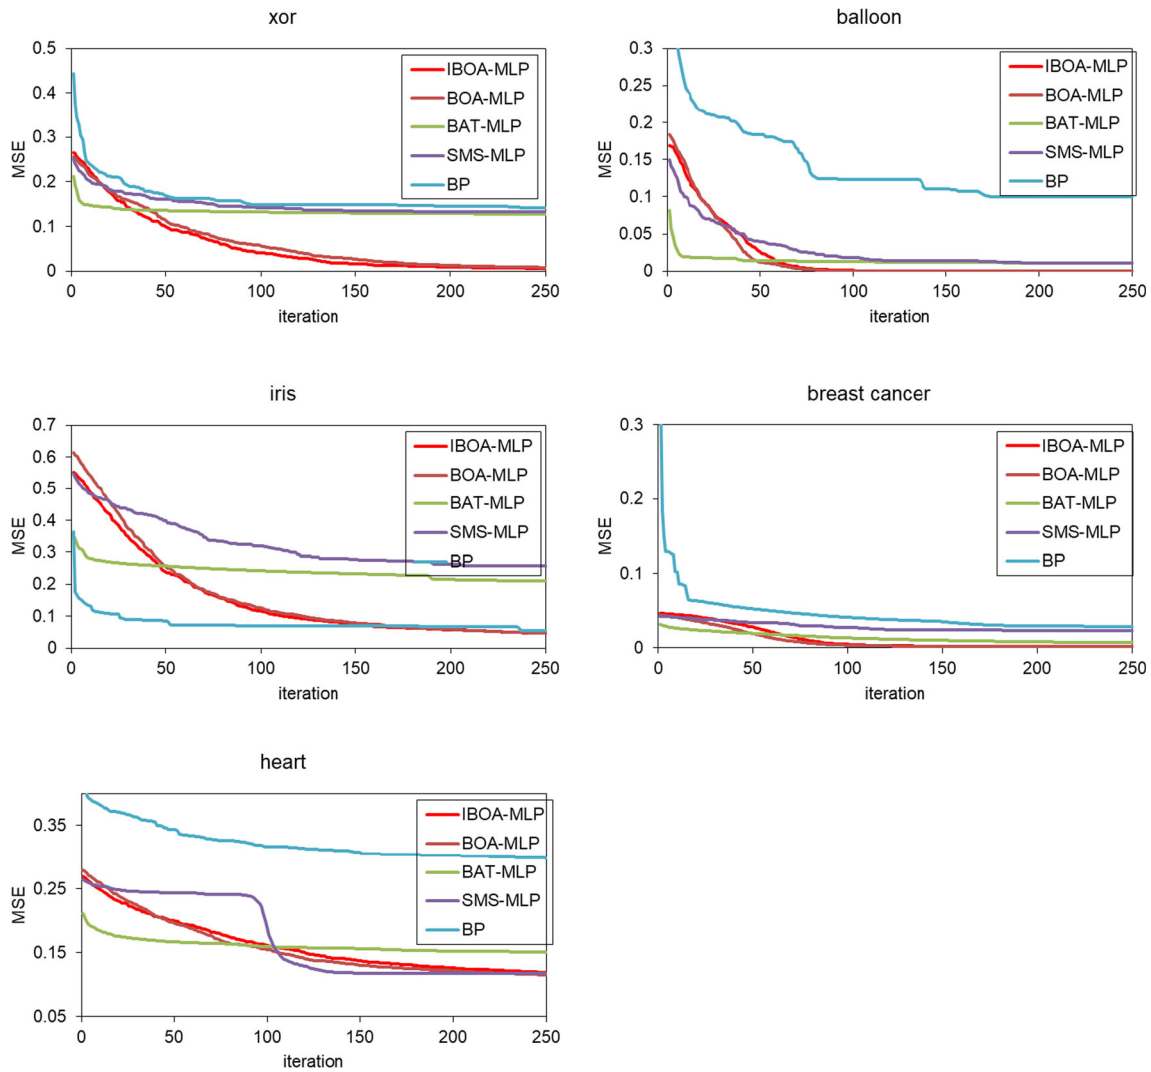 xor
0.5
0.4
0.3
0.2
0.1
0
MSE
0 50 100 150 200 250
iteration
IBOA-MLP
BOA-MLP
BAT-MLP
SMS-MLP
BP
balloon
0.3
0.25
0.2
0.15
0.1
0.05
0
MSE
0 50 100 150 200 250
iteration
IBOA-MLP
BOA-MLP
BAT-MLP
SMS-MLP
BP
iris
0.7
0.6
0.5
0.4
0.3
0.2
0.1
0
MSE
0 50 100 150 200 250
iteration
IBOA-MLP
BOA-MLP
BAT-MLP
SMS-MLP
BP
breast cancer
0.3
0.2
0.1
0
MSE
0 50 100 150 200 250
iteration
IBOA-MLP
BOA-MLP
BAT-MLP
SMS-MLP
BP
heart
0.35
0.25
0.15
0.05
MSE
0 50 100 150 200 250
iteration
IBOA-MLP
BOA-MLP
BAT-MLP
SMS-MLP
BP